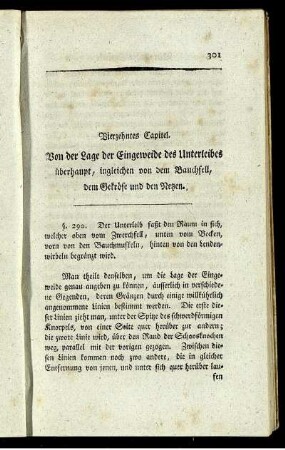 301
Vierzehntes Capitel.
Von der Lage der Eingeweide des Unterleibes
überhaupt, ingleichen von dem Bauchfell,
dem Gekröse und den Netzen.
§. 290. Der Unterleib faßt den Raum in sich,
welcher oben vom Zwerchfell, unten vom Becken,
vorn von den Bauchmuskeln, hinten von den Lenden-
wirbeln begränzt wird.
Man theilt denselben, um die Lage der Einge-
weide genau angeben zu können, äusserlich in verschiede-
ne Gegenden, deren Gränzen durch einige willkührlich
angenommene Linien bestimmt werden. Die erste die-
ser Linien zieht man, unter der Spitze des schwerdförmigen
Knorpels, von einer Seite quer herüber zur andern;
die zwote Linie wird, über den Rand der Schoosknochen
weg, parallel mit der vorigen gezogen. Zwischen die-
sen Linien kommen noch zwo andere, die in gleicher
Entfernung von jenen, und unter sich quer herüber lau-
fen